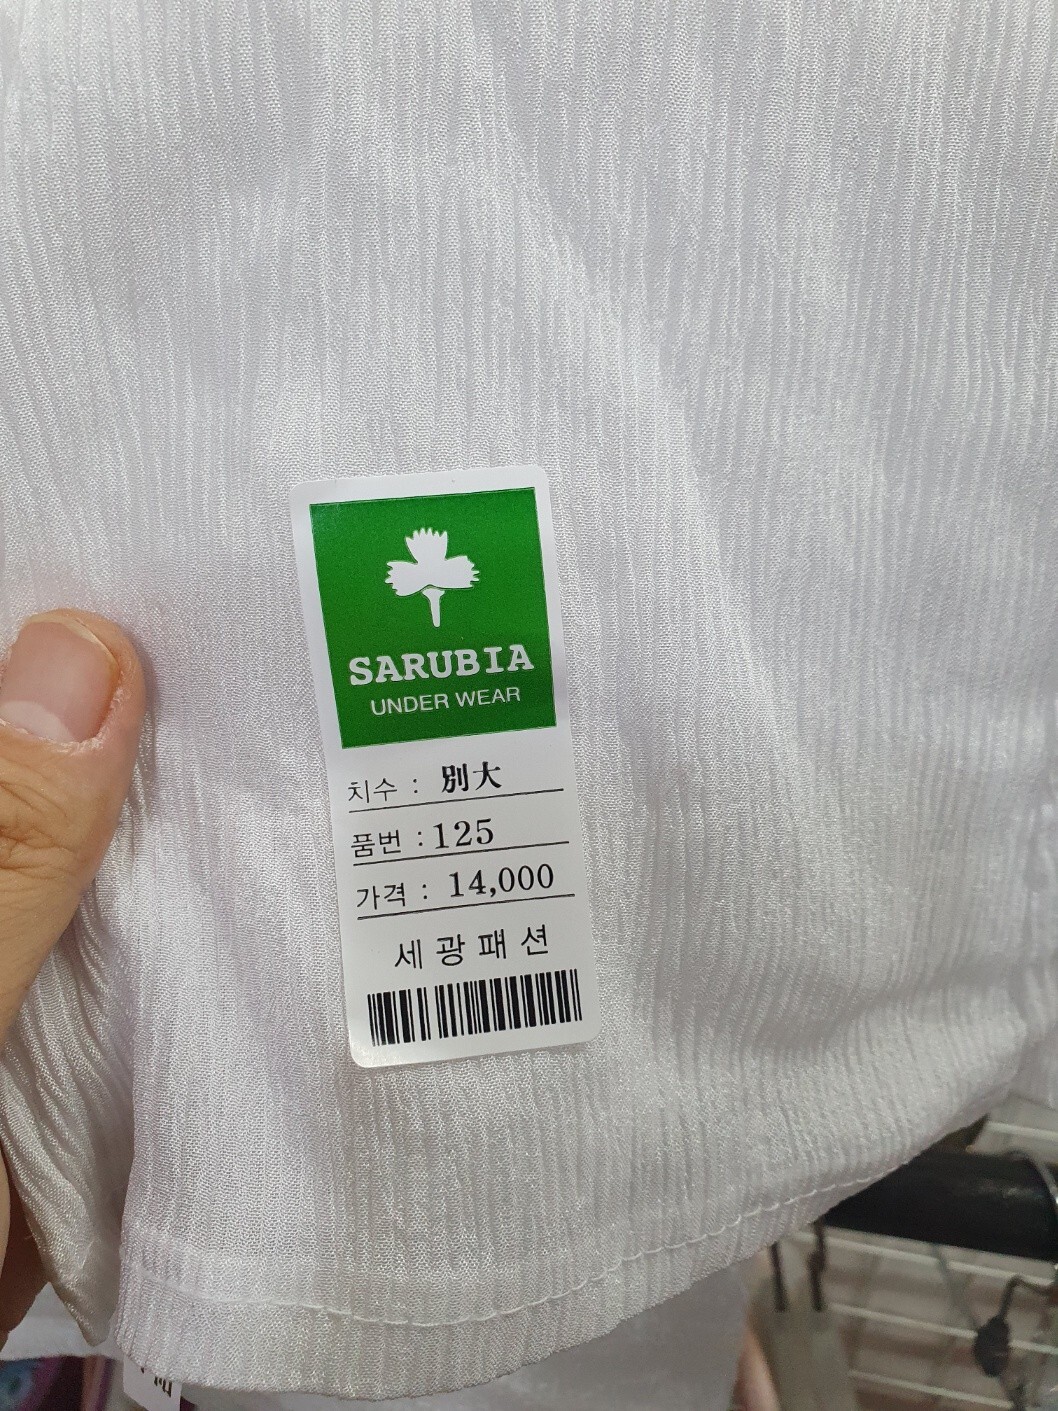 SARUBIA
UNDER WEAR
치수 : 別大
품번 : 125
가격 : 14,000
세광패션